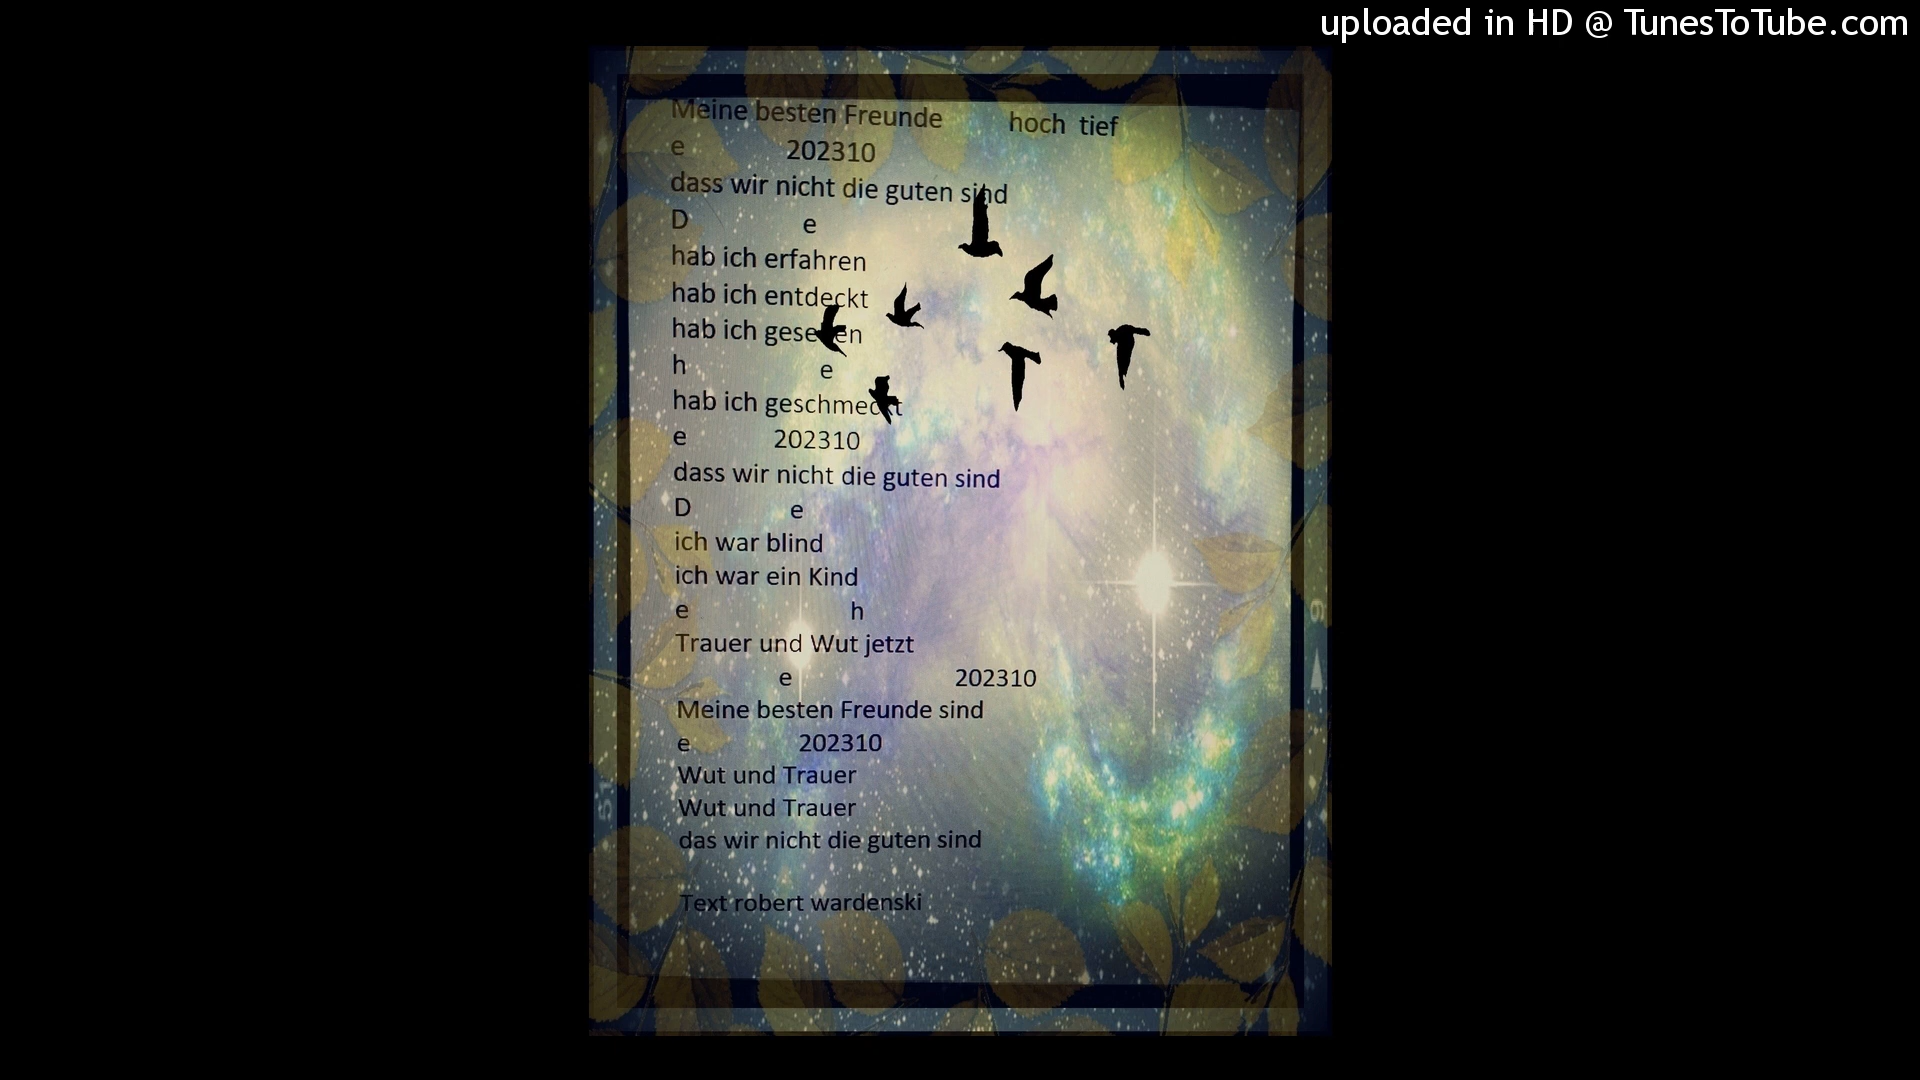 uploaded in HD @ TunesToTube.com
Meine besten Freunde hoch tief
e 202310
dass wir nicht die guten sind
D e
hab ich erfahren
hab ich entdeckt
hab ich gesehen
h e
hab ich geschmeckt
e 202310
dass wir nicht die guten sind
D e
ich war blind
ich war ein Kind
e h
Trauer und Wut jetzt
e 202310
Meine besten Freunde sind
e 202310
Wut und Trauer
Wut und Trauer
das wir nicht die guten sind
Text robert wardenski